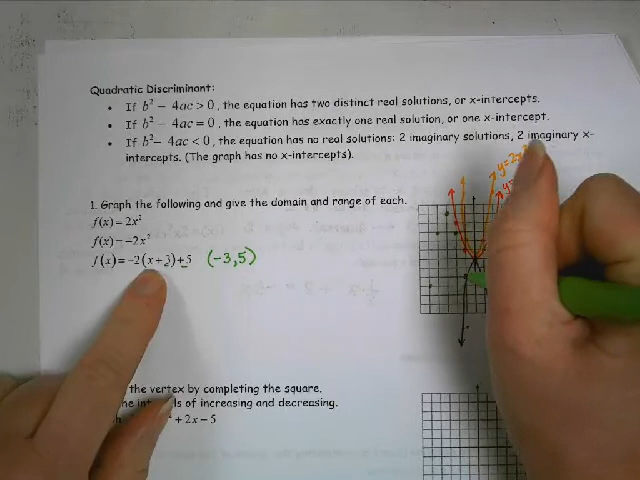 Quadratic Discriminant:
• If b² − 4ac > 0, the equation has two distinct real solutions, or x-intercepts.
• If b² − 4ac = 0, the equation has exactly one real solution, or one x-intercept.
• If b² − 4ac < 0, the equation has no real solutions: 2 imaginary solutions, 2 imaginary x-
intercepts. (The graph has no x-intercepts).
y=2x²
y=
1. Graph the following and give the domain and range of each.
f(x) = 2x²
f(x) = −2x²
f(x) = −2(x+3)+5 (-3,5)
the vertex by completing the square.
of increasing and decreasing.
+ 2x − 5